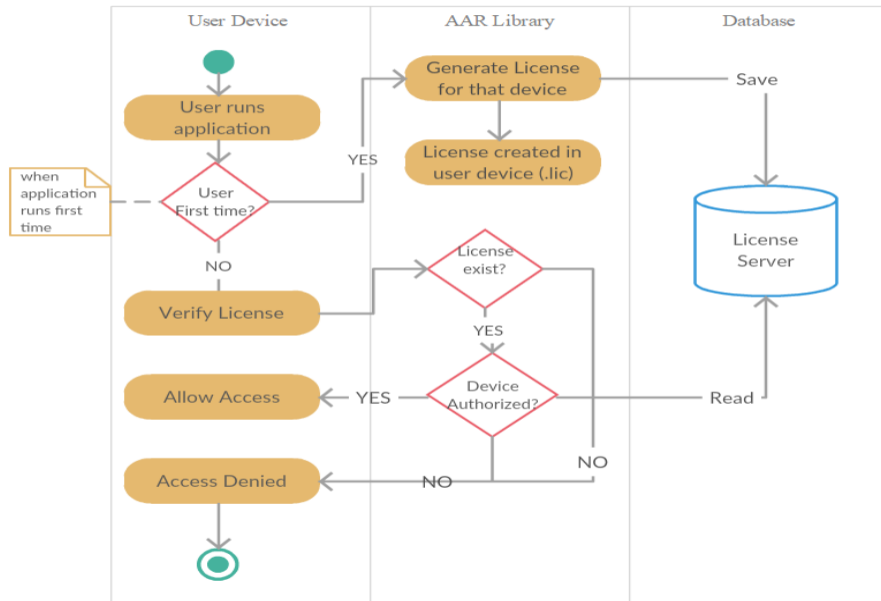 User Device
AAR Library
Database
User runs
application
Generate License
for that device
Save
License created in
user device (.lic)
YES
when
application
runs first
time
User
First time?
NO
License
Server
License
exist?
Verify License
YES
Device
Authorized?
YES
Allow Access
Read
NO
NO
Access Denied